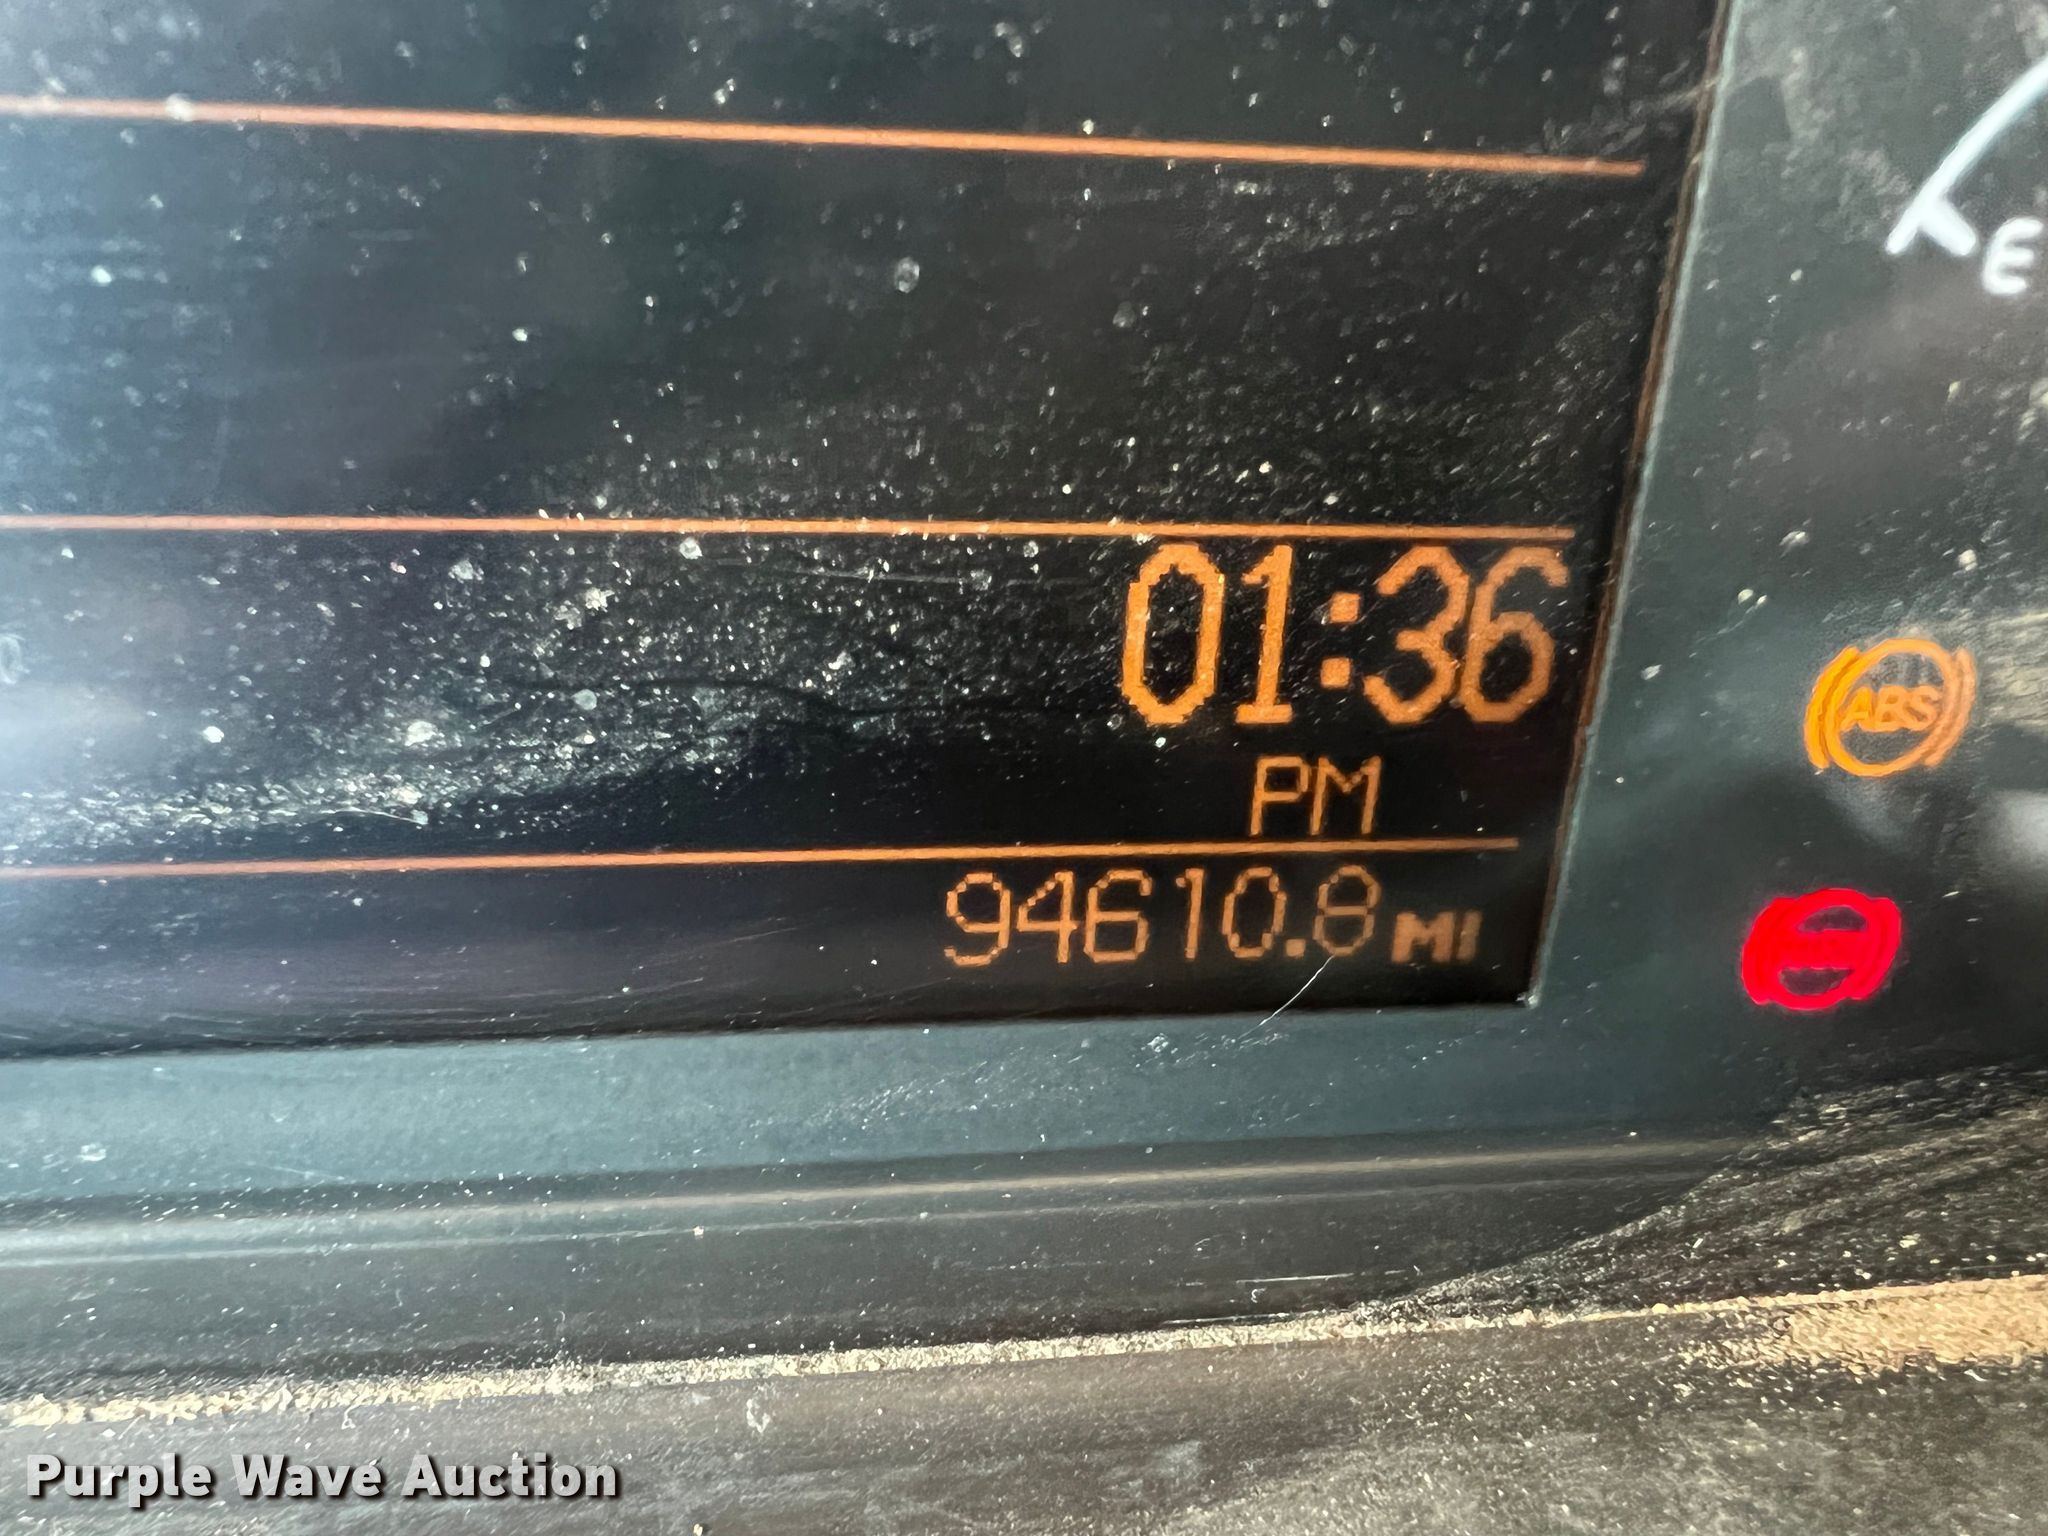 E
01:36
PM
ABS
94610.8 MI
Purple Wave Auction